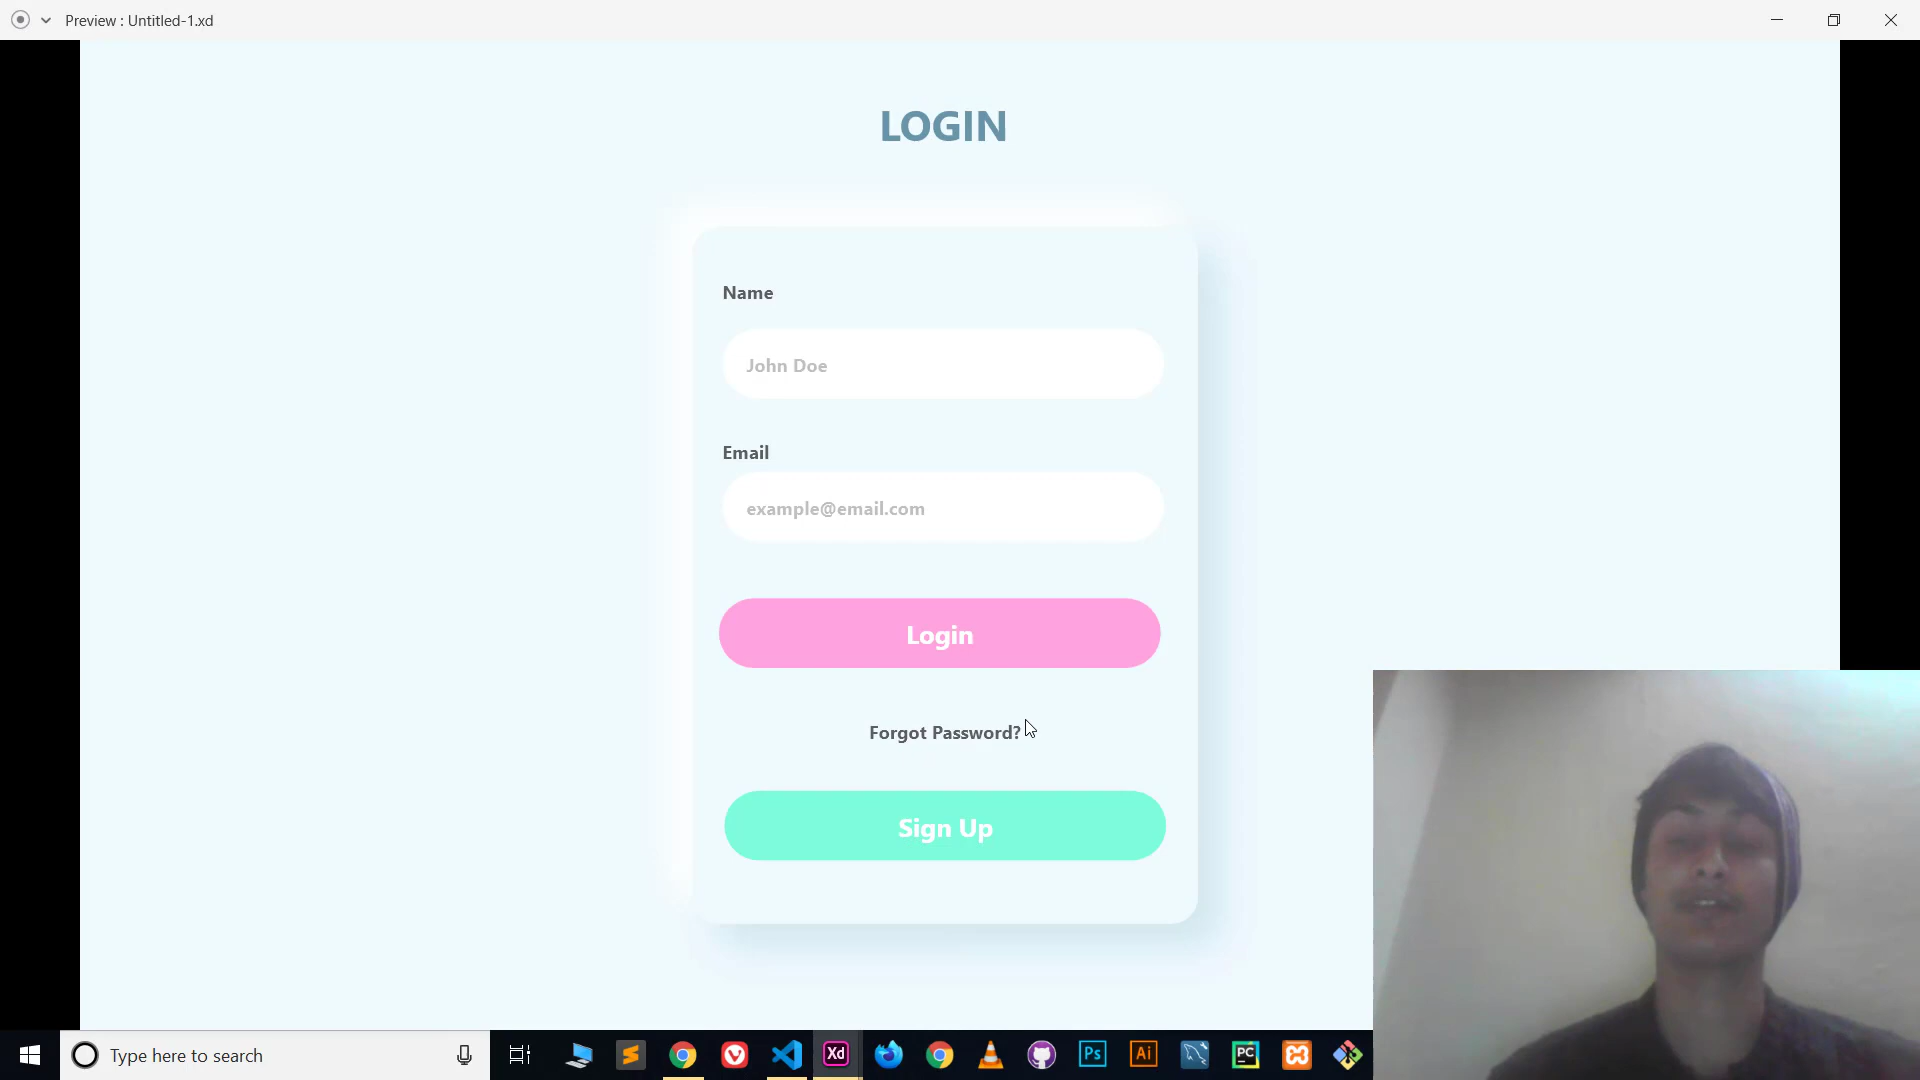 Preview : Untitled-1.xd
LOGIN
Name
John Doe
Email
example@email.com
Login
Forgot Password?
Sign Up
Type here to search
Xd
Ps
Ai
PC